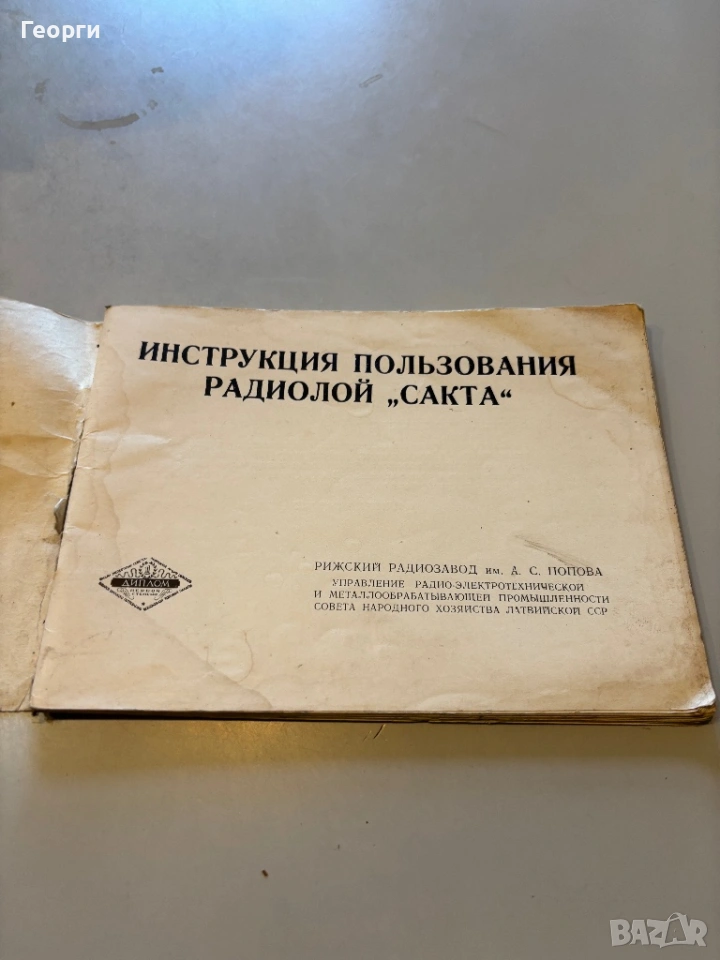 Георги
ИНСТРУКЦИЯ ПОЛЬЗОВАНИЯ
РАДИОЛОЙ „САКТА“
РИЖСКИЙ РАДИОЗАВОД им. А. С. ПОПОВА
УПРАВЛЕНИЕ РАДИО-ЭЛЕКТРОТЕХНИЧЕСКОЙ
И МЕТАЛЛООБРАБАТЫВАЮЩЕЙ ПРОМЫШЛЕННОСТИ
СОВЕТА НАРОДНОГО ХОЗЯЙСТВА ЛАТВИЙСКОЙ ССР
ДИПЛОМ
BAZAR